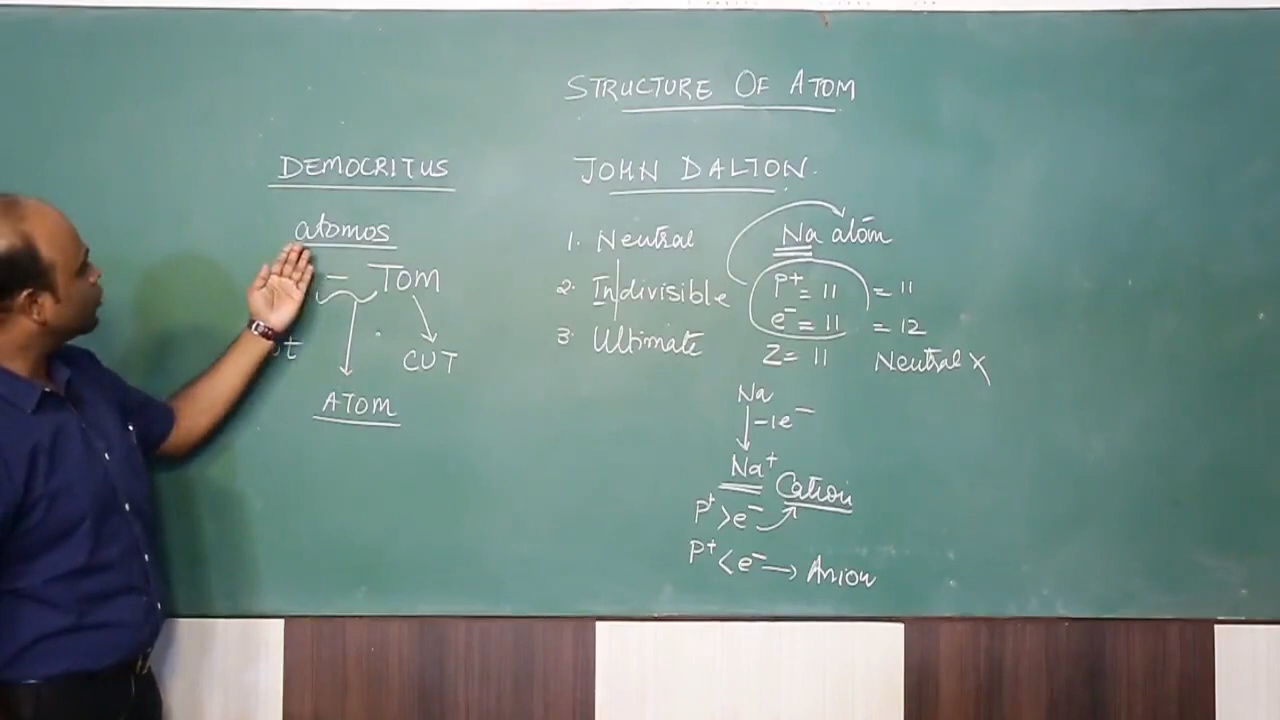 STRUCTURE OF ATOM
DEMOCRITUS
atomos
– TOM
CUT
ATOM
JOHN DALTON.
1. Neutral
2. Indivisible
3. Ultimate
Na atom
P+ = 11 = 11
e– = 11 = 12
Z = 11 Neutral X
Na
–1e–
Na+
Cation
P+ > e–
P+ < e– → Anion